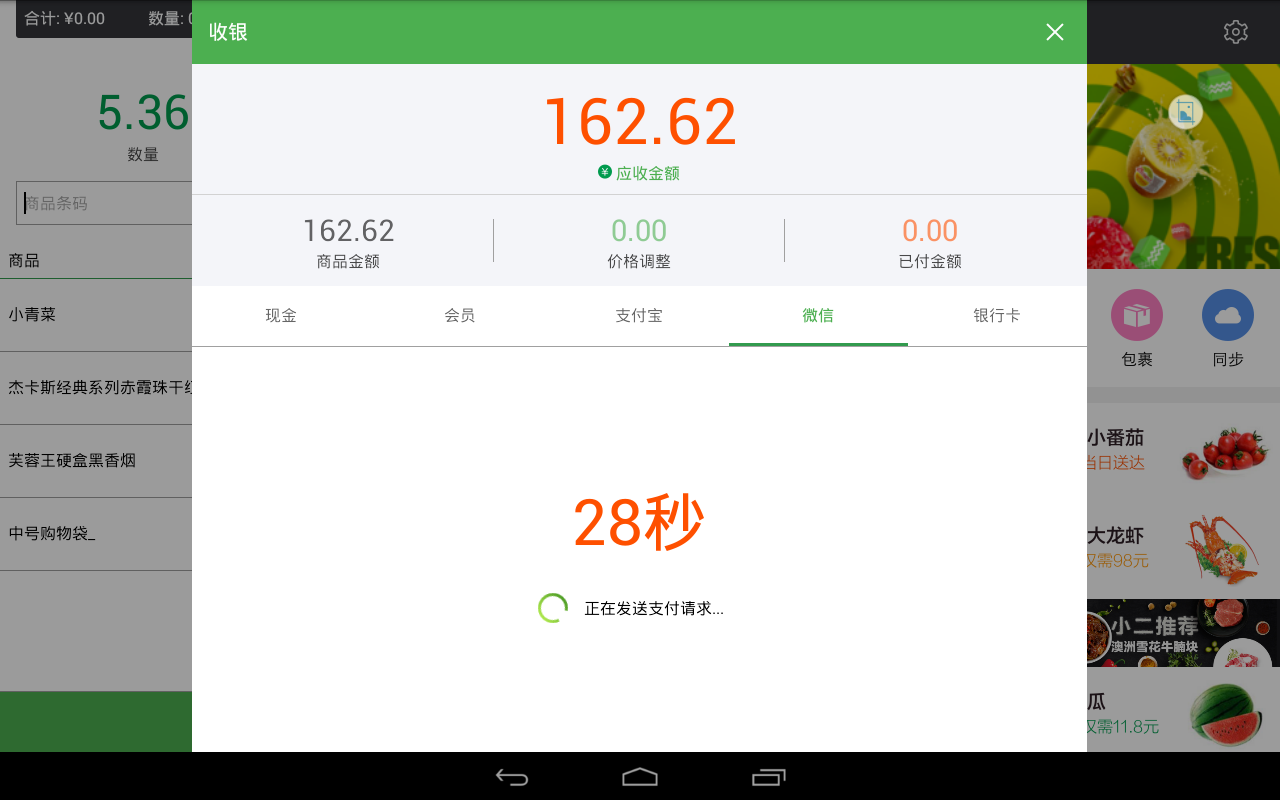 合计: ¥0.00 数量:
收银
5.36
数量
商品条码
商品
小青菜
杰卡斯经典系列赤霞珠干红
芙蓉王硬盒黑香烟
中号购物袋_
162.62
¥ 应收金额
162.62 0.00 0.00
商品金额 价格调整 已付金额
现金 会员 支付宝 微信 银行卡
28秒
正在发送支付请求...
FRES
包裹 同步
小番茄
当日送达
大龙虾
仅需98元
小二推荐
澳洲雪花牛腩块
瓜
仅需11.8元